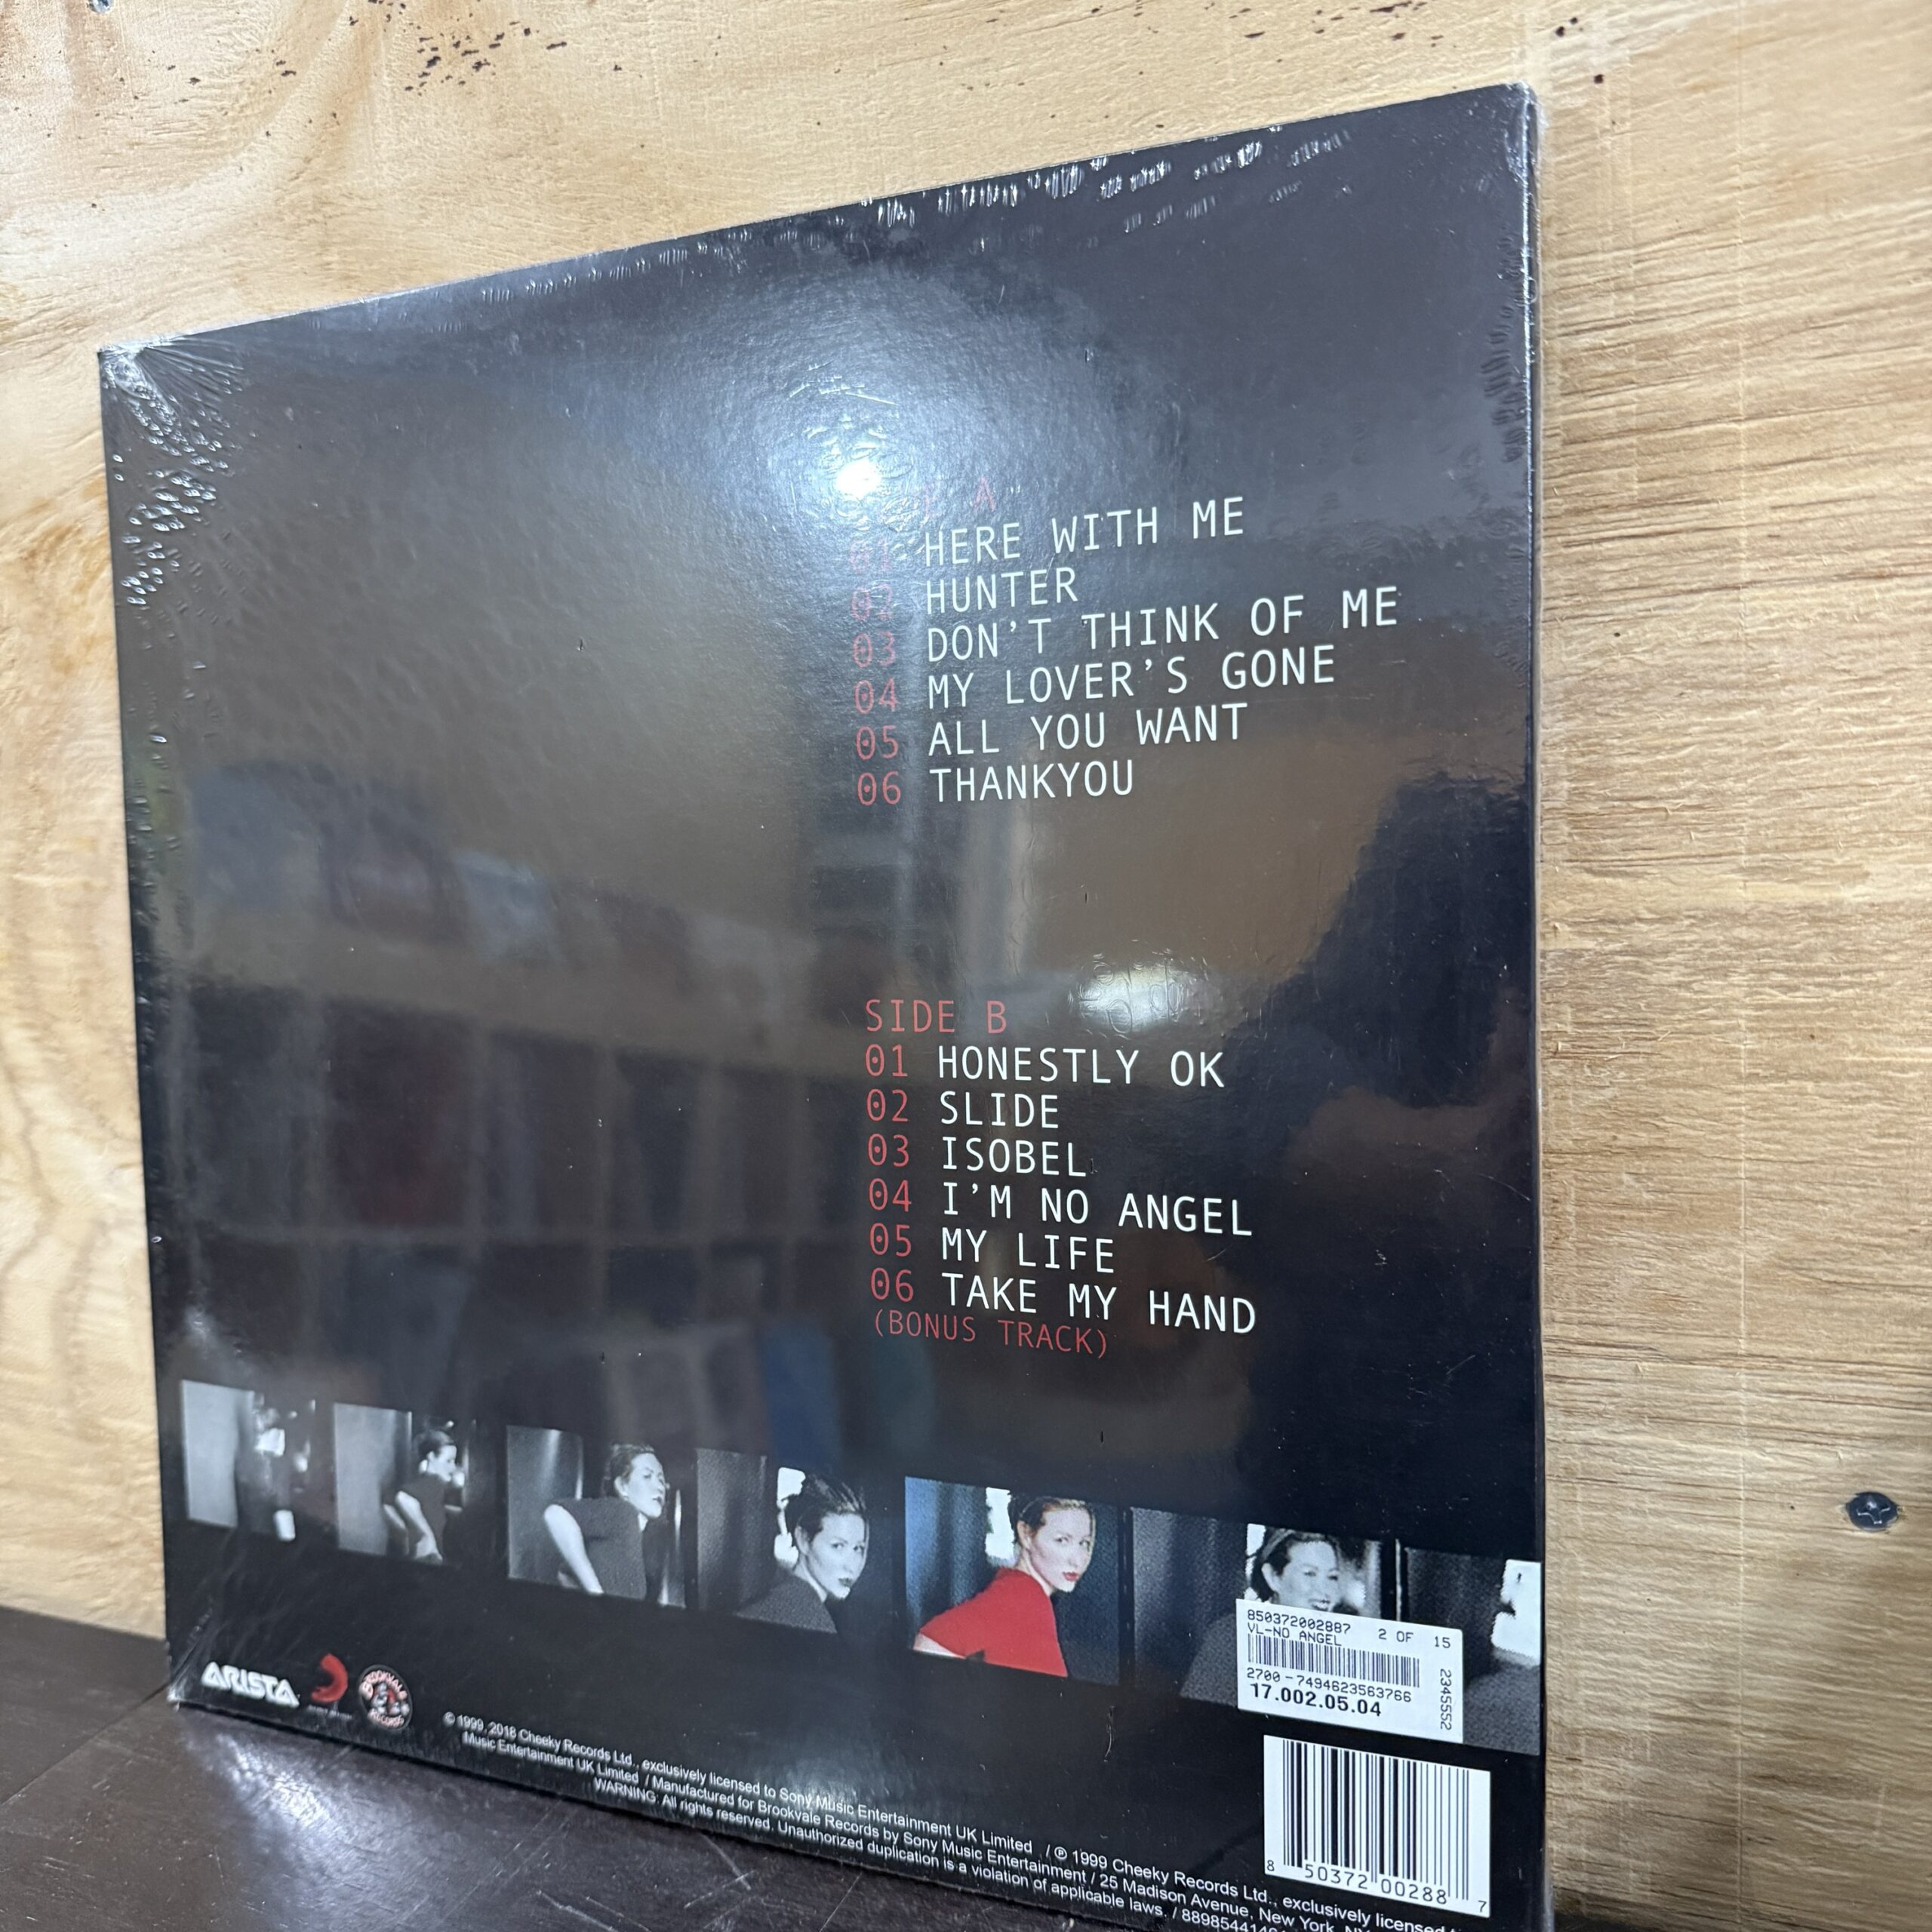 A
01 HERE WITH ME
02 HUNTER
03 DON'T THINK OF ME
04 MY LOVER'S GONE
05 ALL YOU WANT
06 THANKYOU
SIDE B
01 HONESTLY OK
02 SLIDE
03 ISOBEL
04 I'M NO ANGEL
05 MY LIFE
06 TAKE MY HAND
(BONUS TRACK)
850372002887 2 OF 15
VL-NO ANGEL
2700-7494623563766
17.002.05.04
2345552
ARISTA
BROOKVALE RECORDS
© 1999, 2018 Cheeky Records Ltd., exclusively licensed to Sony Music Entertainment UK Limited / ℗ 1999 Cheeky Records Ltd., exclusively licensed
Music Entertainment UK Limited / Manufactured for Brookvale Records by Sony Music Entertainment / 25 Madison Avenue, New York,
WARNING: All rights reserved. Unauthorized duplication is a violation of applicable laws. /
8 50372 00288 7